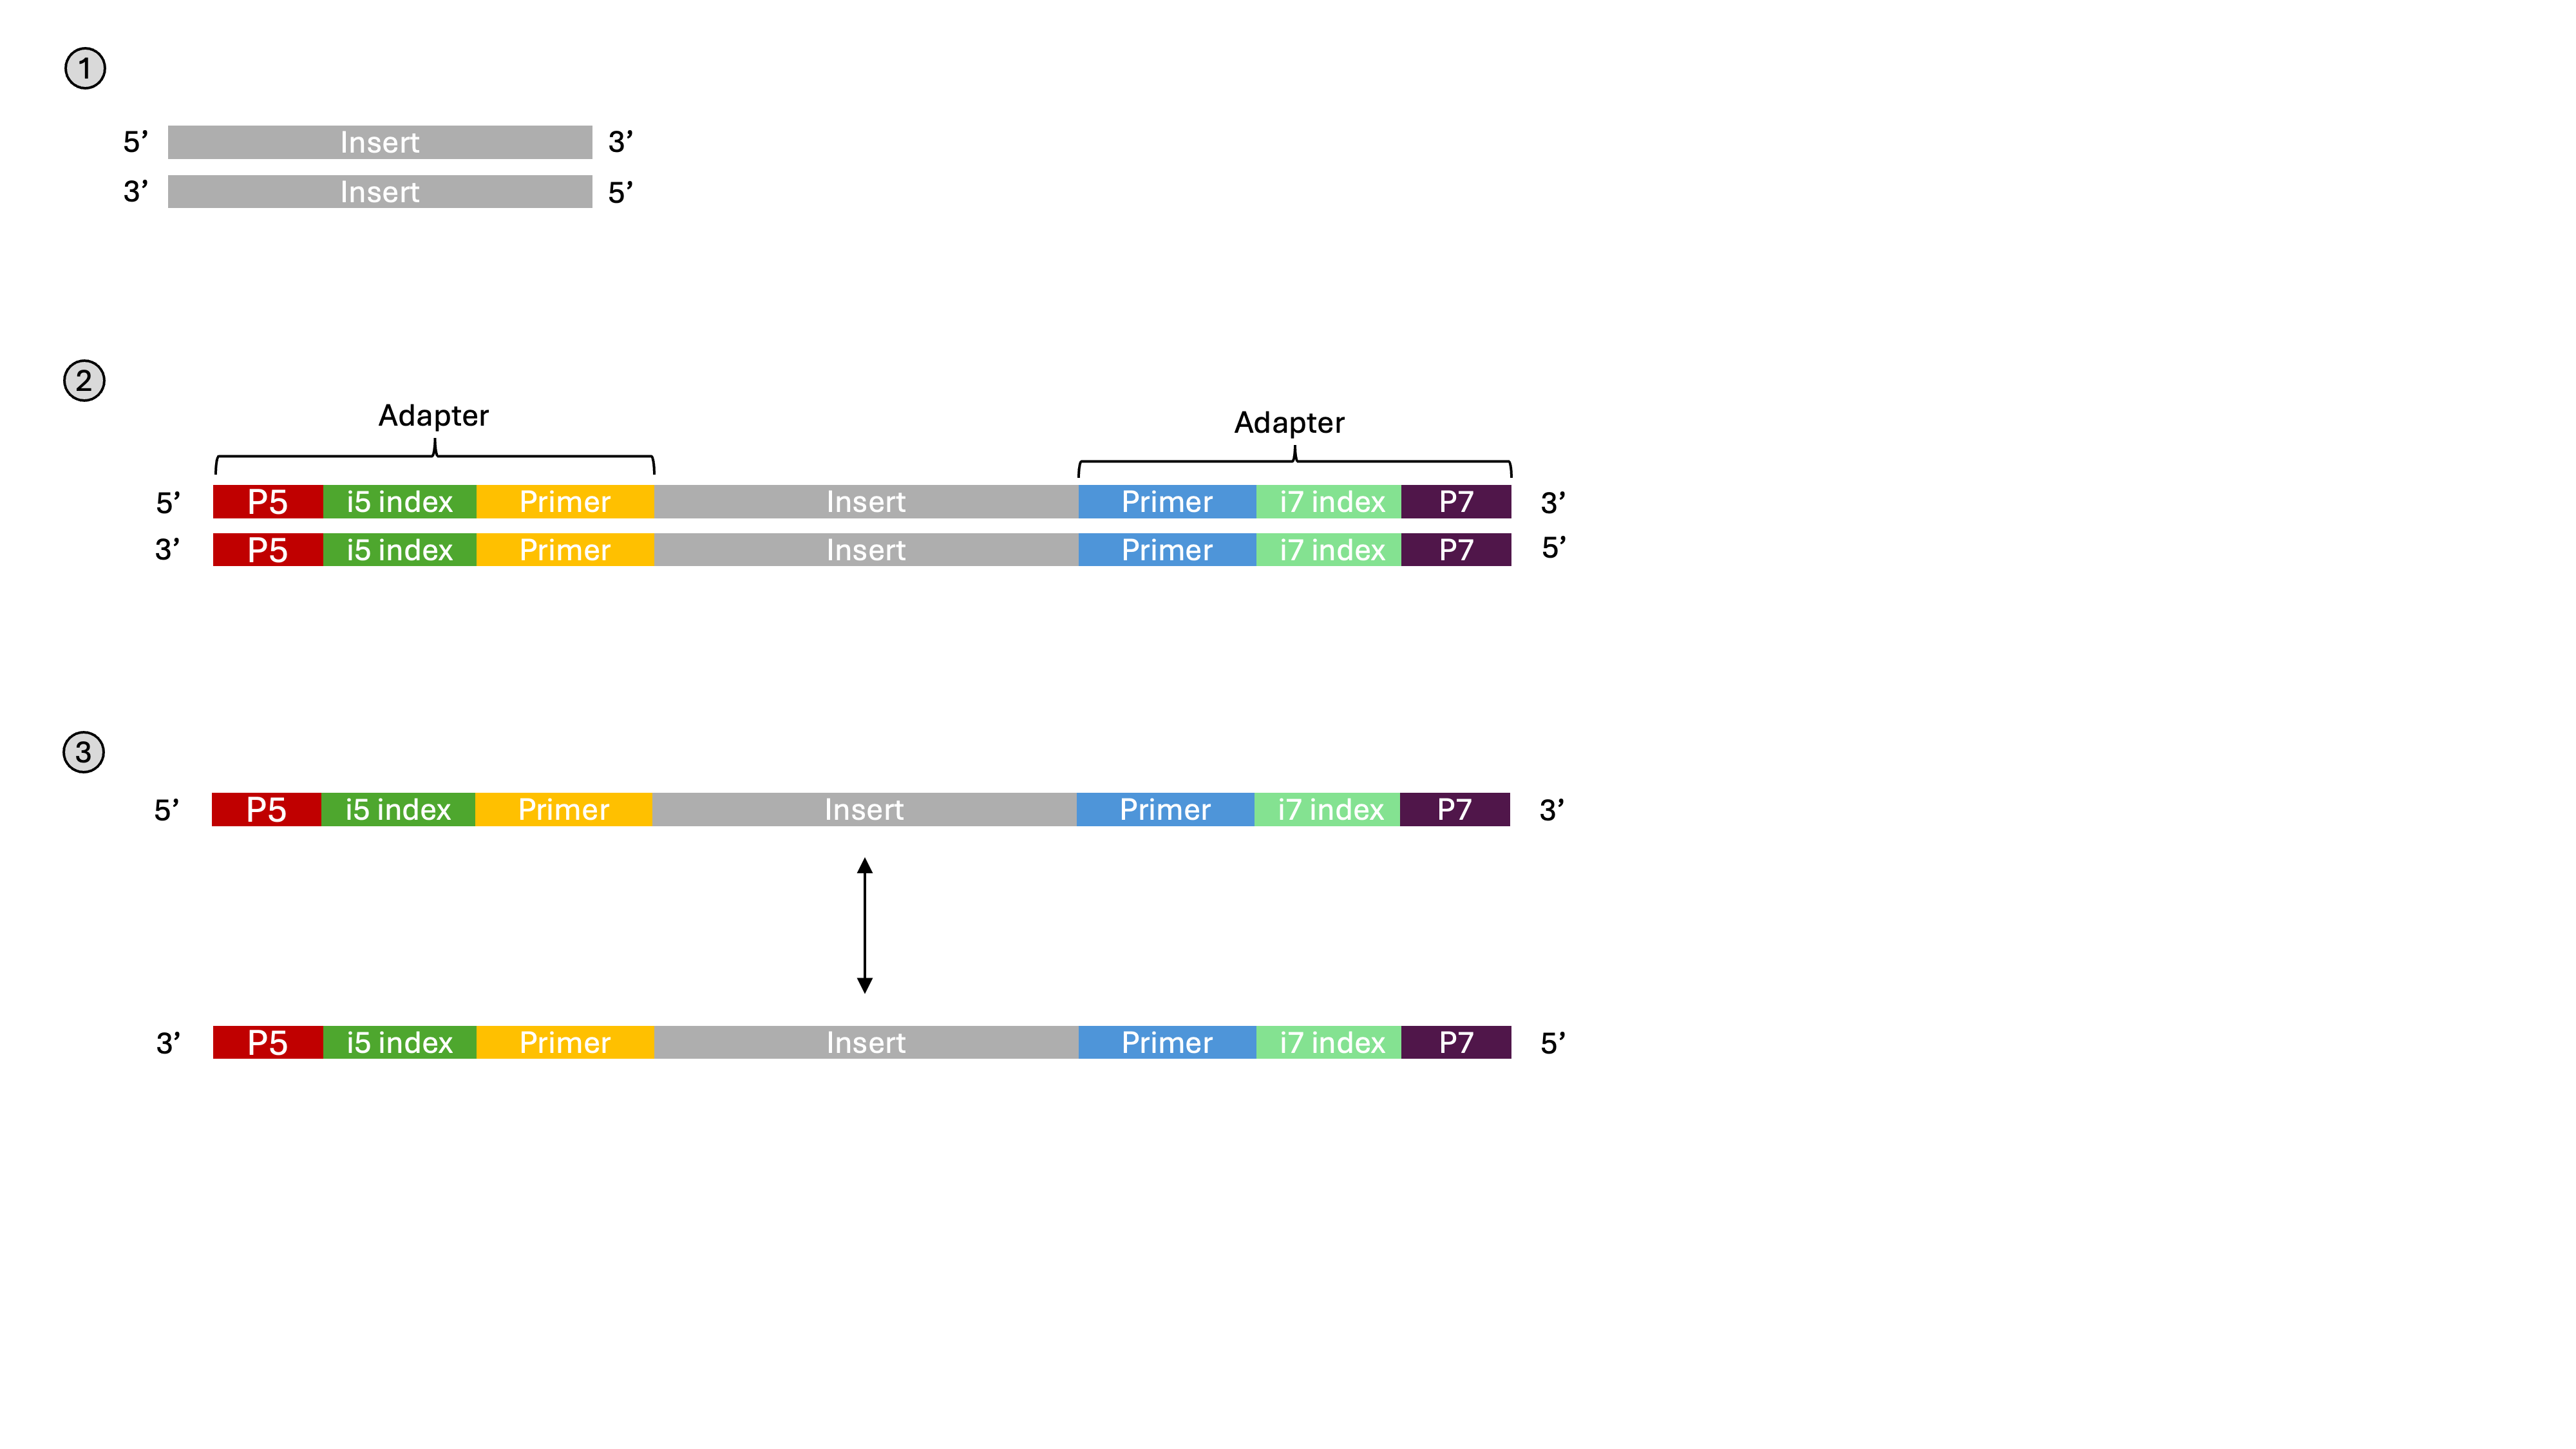 1
5’ Insert 3’
3’ Insert 5’
2
Adapter Adapter
5’ P5 i5 index Primer Insert Primer i7 index P7 3’
3’ P5 i5 index Primer Insert Primer i7 index P7 5’
3
5’ P5 i5 index Primer Insert Primer i7 index P7 3’
3’ P5 i5 index Primer Insert Primer i7 index P7 5’